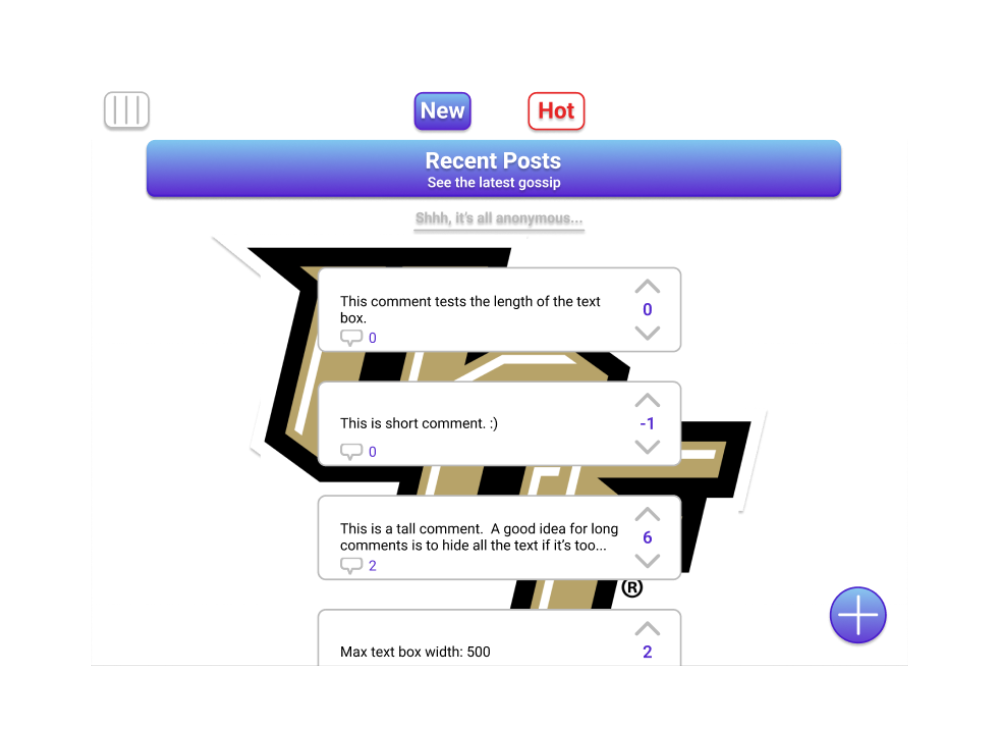 New
Hot
Recent Posts
See the latest gossip
Shhh, it's all anonymous...
This comment tests the length of the text
box.
0
0
This is short comment. :)
-1
0
This is a tall comment.  A good idea for long
comments is to hide all the text if it's too...
6
2
®
Max text box width: 500
2